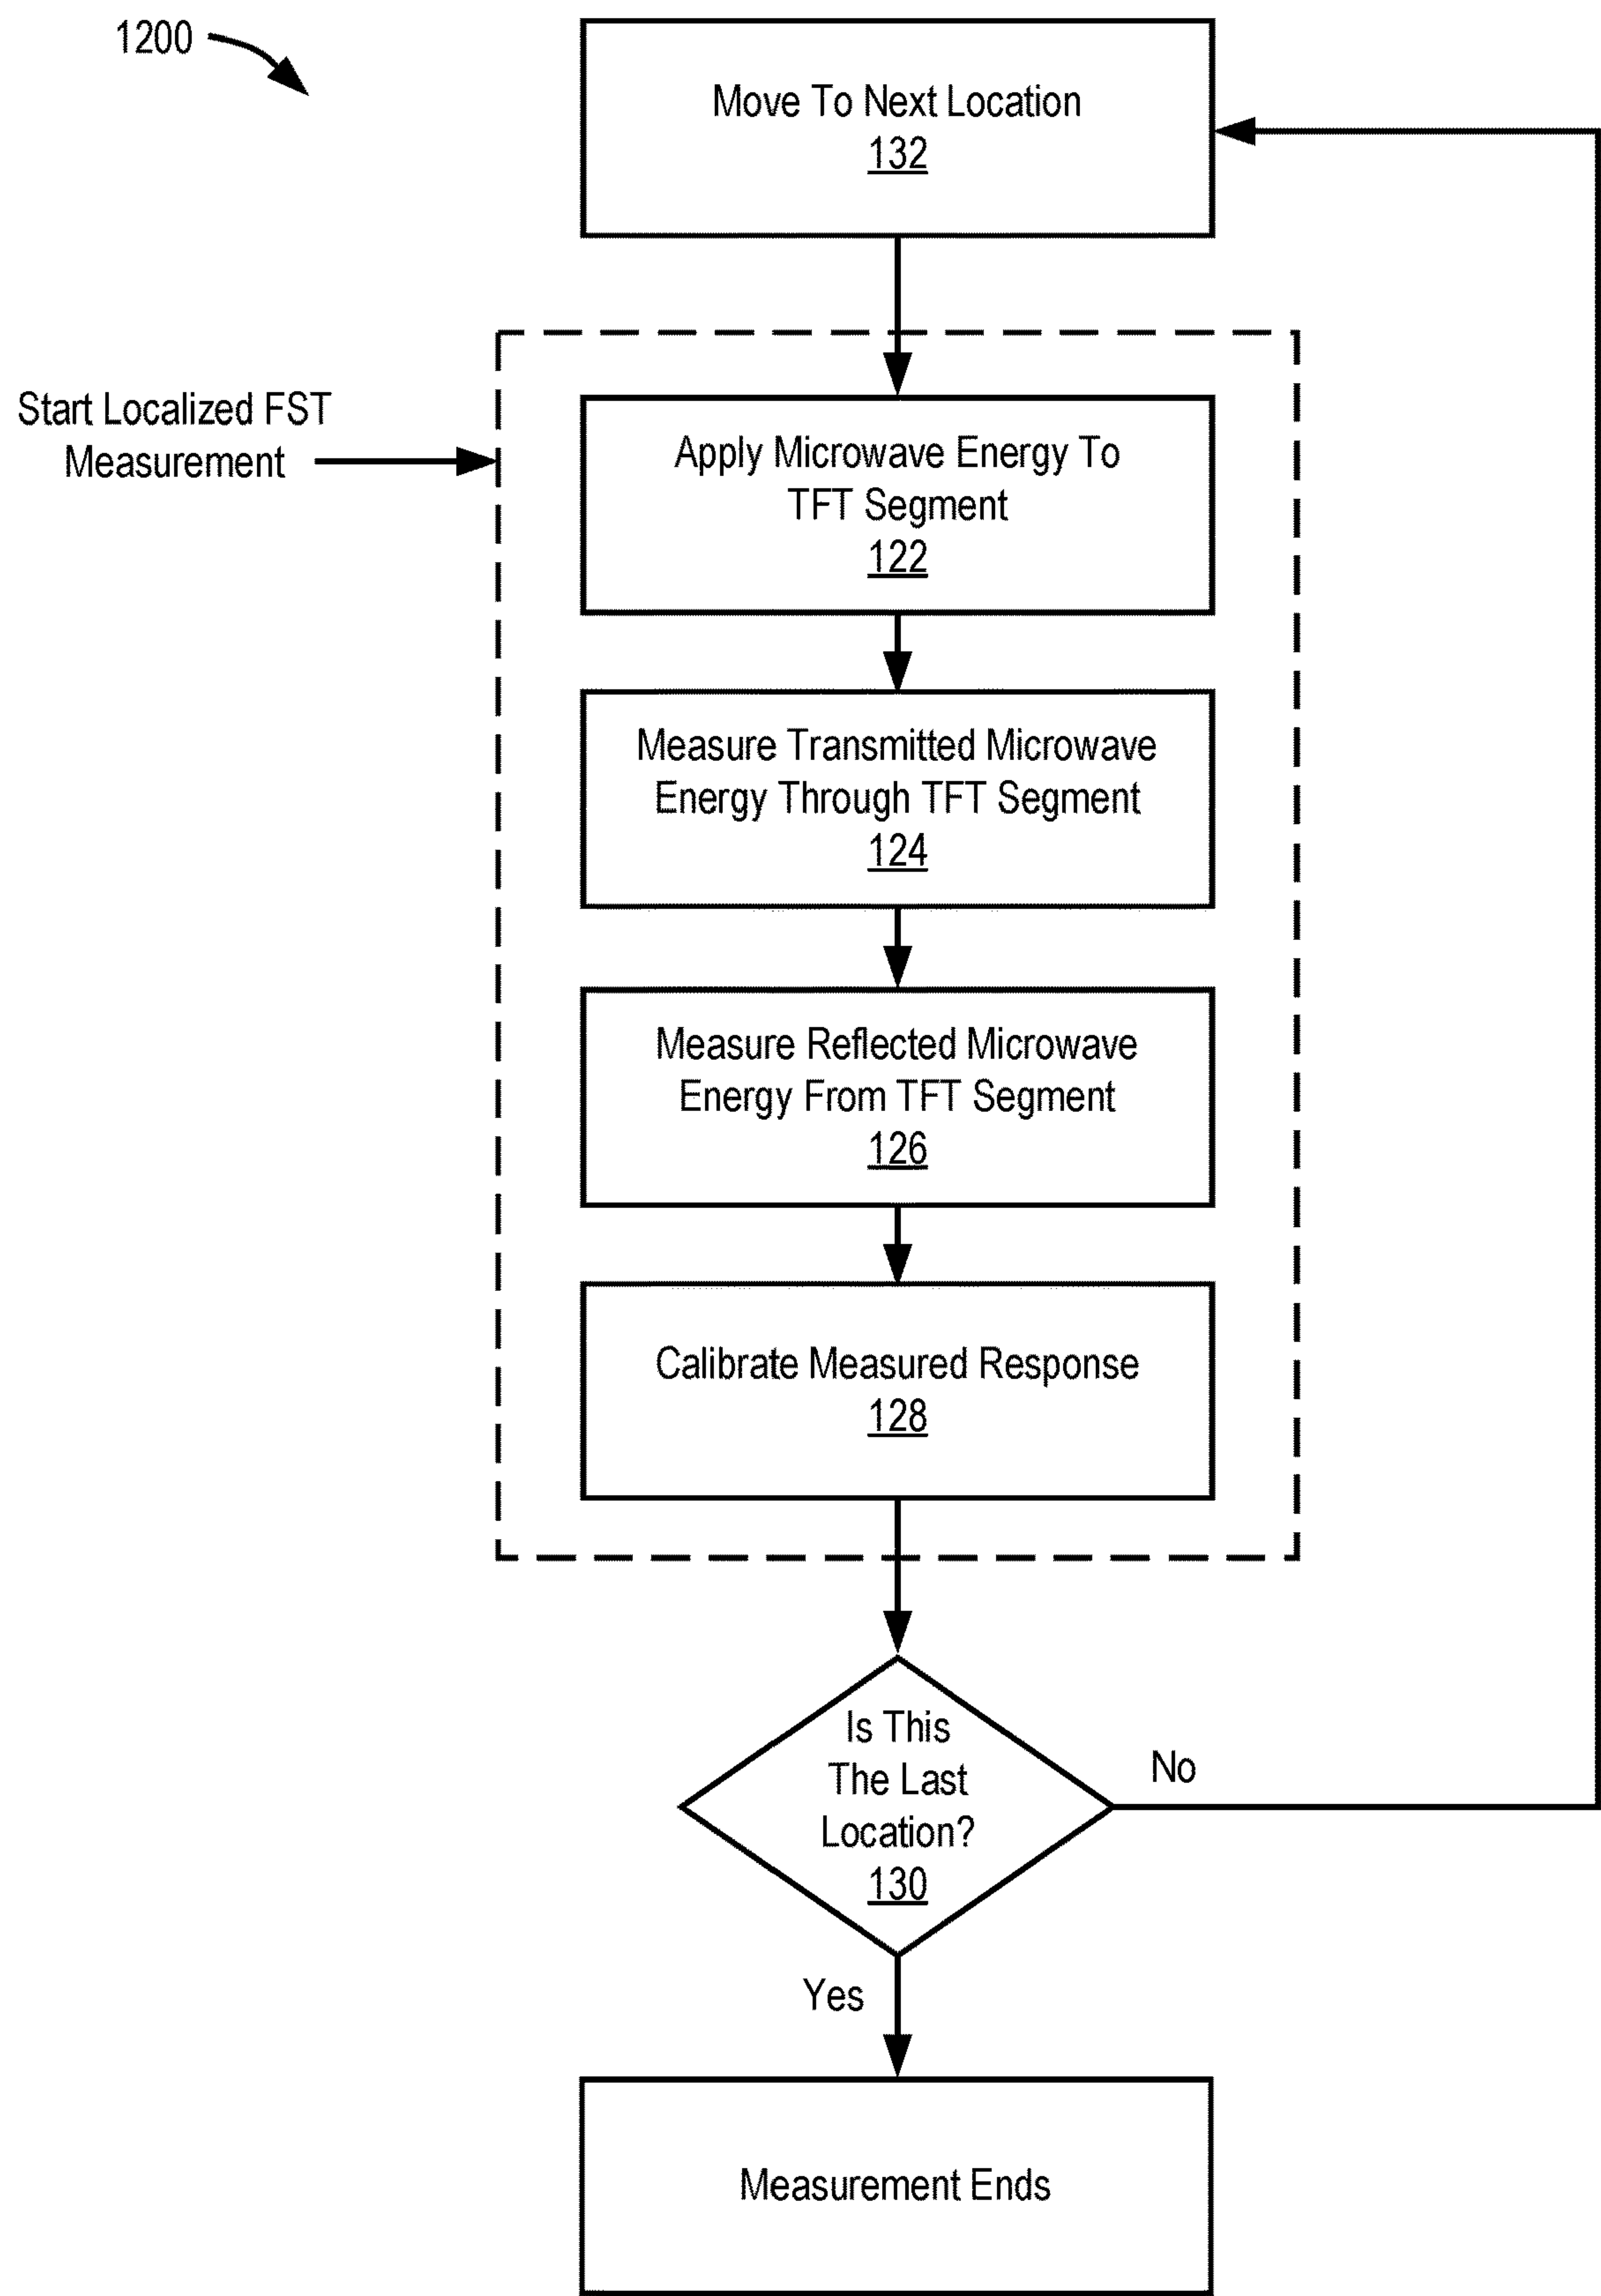 1200
Move To Next Location
132
Start Localized FST
Measurement
Apply Microwave Energy To
TFT Segment
122
Measure Transmitted Microwave
Energy Through TFT Segment
124
Measure Reflected Microwave
Energy From TFT Segment
126
Calibrate Measured Response
128
Is This
The Last
Location?
130
No
Yes
Measurement Ends